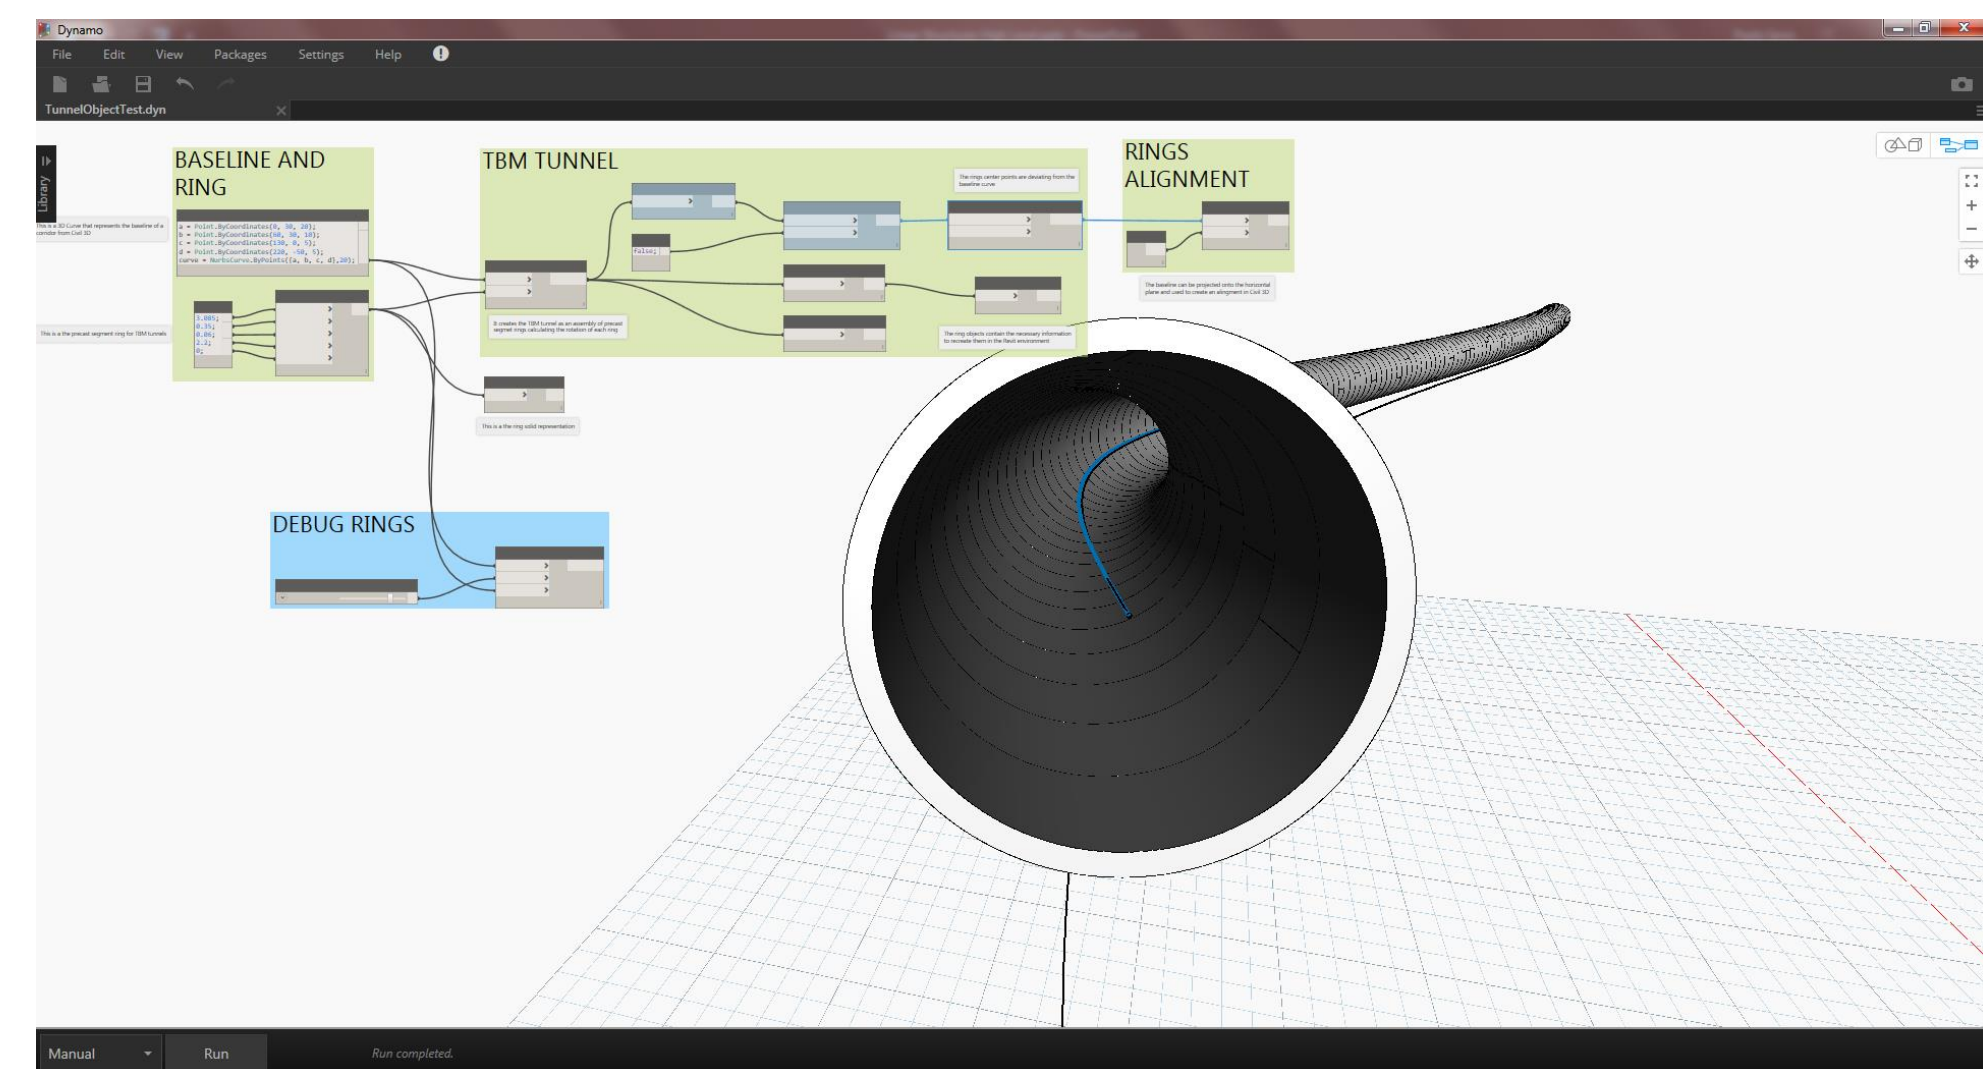 Dynamo
File Edit View Packages Settings Help
TunnelObjectTest.dyn
Library
BASELINE AND
RING
TBM TUNNEL
RINGS
ALIGNMENT
This is a 3D Curve that represents the baseline of a
corridor from Civil 3D
a = Point.ByCoordinates(0, 30, 20);
b = Point.ByCoordinates(60, 30, 10);
c = Point.ByCoordinates(130, 0, 5);
d = Point.ByCoordinates(220, -50, 5);
curve = NurbsCurve.ByPoints({a, b, c, d},20);
The rings center points are deviating from the
baseline curve
false;
The baseline can be projected onto the horizontal
plane and used to create an alingment in Civil 3D
This is a the precast segment ring for TBM tunnels
0.35;
0.06;
2.2;
0;
It creates the TBM tunnel as an assembly of precast
segmet rings calculating the rotation of each ring
The ring objects contain the necessary information
to recreate them in the Revit environment
This is a the ring solid representation
DEBUG RINGS
Manual
Run
Run completed.